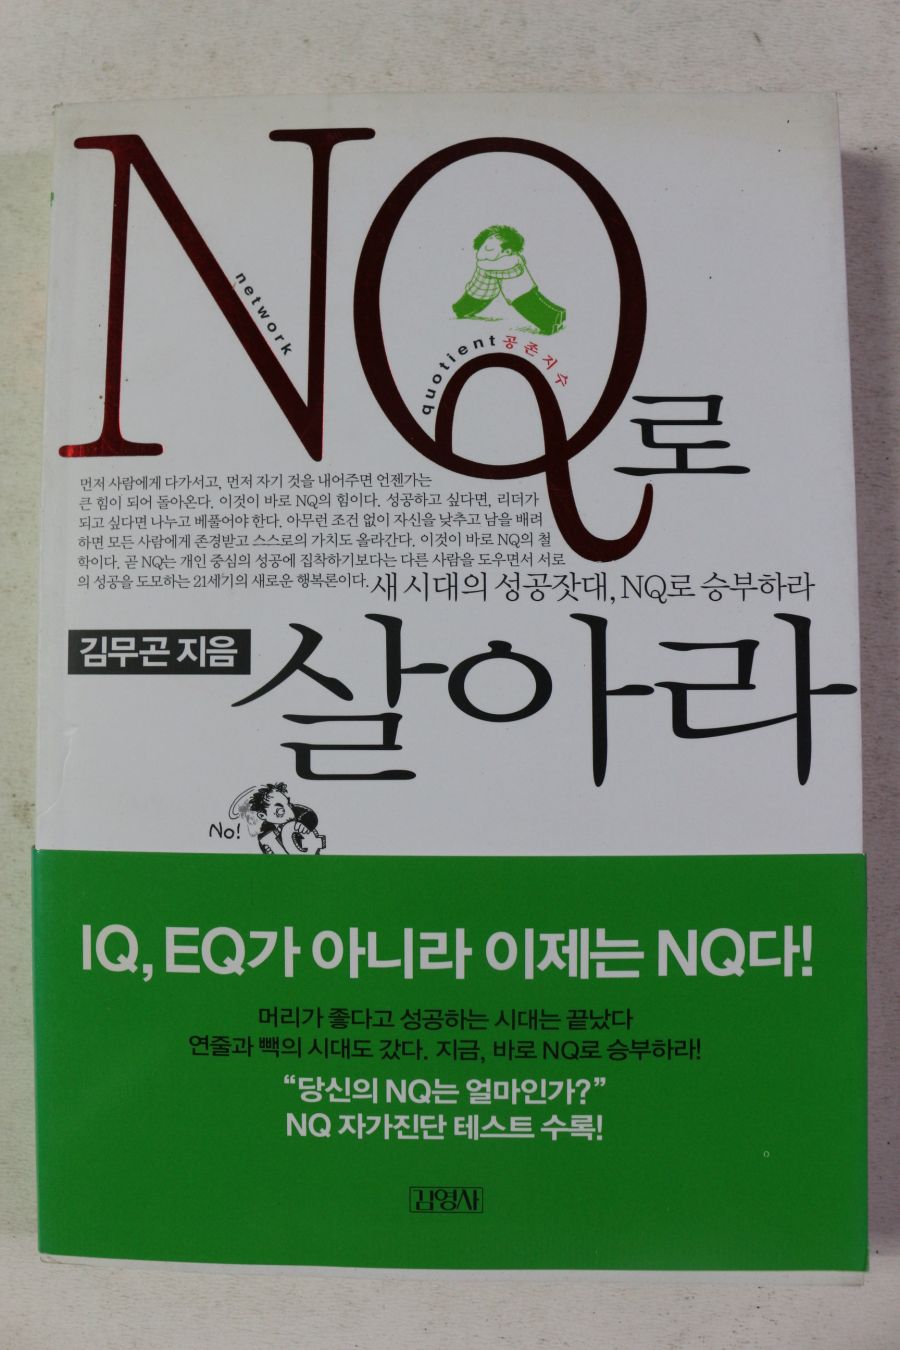 NQ로
network
quotient 공존지수
먼저 사람에게 다가서고, 먼저 자기 것을 내어주면 언젠가는
큰 힘이 되어 돌아온다. 이것이 바로 NQ의 힘이다. 성공하고 싶다면, 리더가
되고 싶다면 나누고 베풀어야 한다. 아무런 조건 없이 자신을 낮추고 남을 배려
하면 모든 사람에게 존경받고 스스로의 가치도 올라간다. 이것이 바로 NQ의 철
학이다. 곧 NQ는 개인 중심의 성공에 집착하기보다는 다른 사람을 도우면서 서로
의 성공을 도모하는 21세기의 새로운 행복론이다.
새 시대의 성공잣대, NQ로 승부하라
김무곤 지음
살아라
No!
IQ, EQ가 아니라 이제는 NQ다!
머리가 좋다고 성공하는 시대는 끝났다
연줄과 빽의 시대도 갔다. 지금, 바로 NQ로 승부하라!
“당신의 NQ는 얼마인가?”
NQ 자가진단 테스트 수록!
김영사